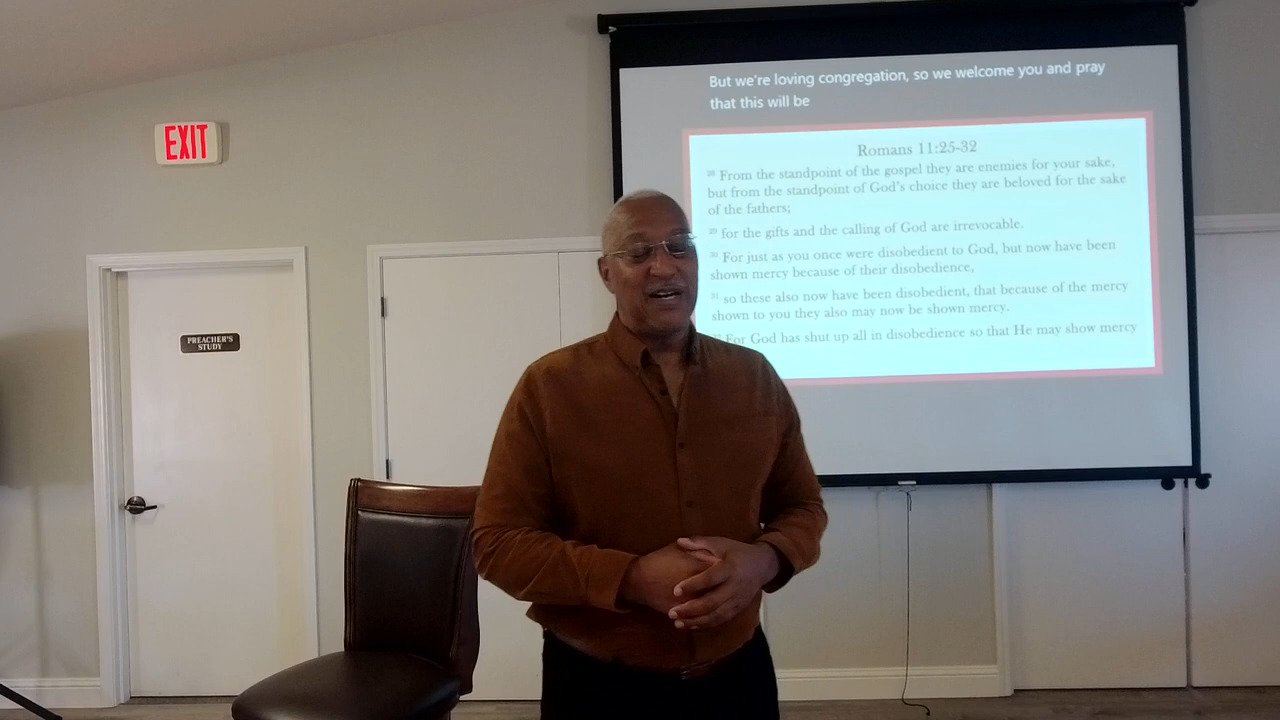 But we're loving congregation, so we welcome you and pray
that this will be
EXIT
Romans 11:25-32
28 From the standpoint of the gospel they are enemies for your sake,
but from the standpoint of God's choice they are beloved for the sake
of the fathers;
29 for the gifts and the calling of God are irrevocable.
30 For just as you once were disobedient to God, but now have been
shown mercy because of their disobedience,
31 so these also now have been disobedient, that because of the mercy
shown to you they also may now be shown mercy.
For God has shut up all in disobedience so that He may show mercy
PREACHER'S
STUDY